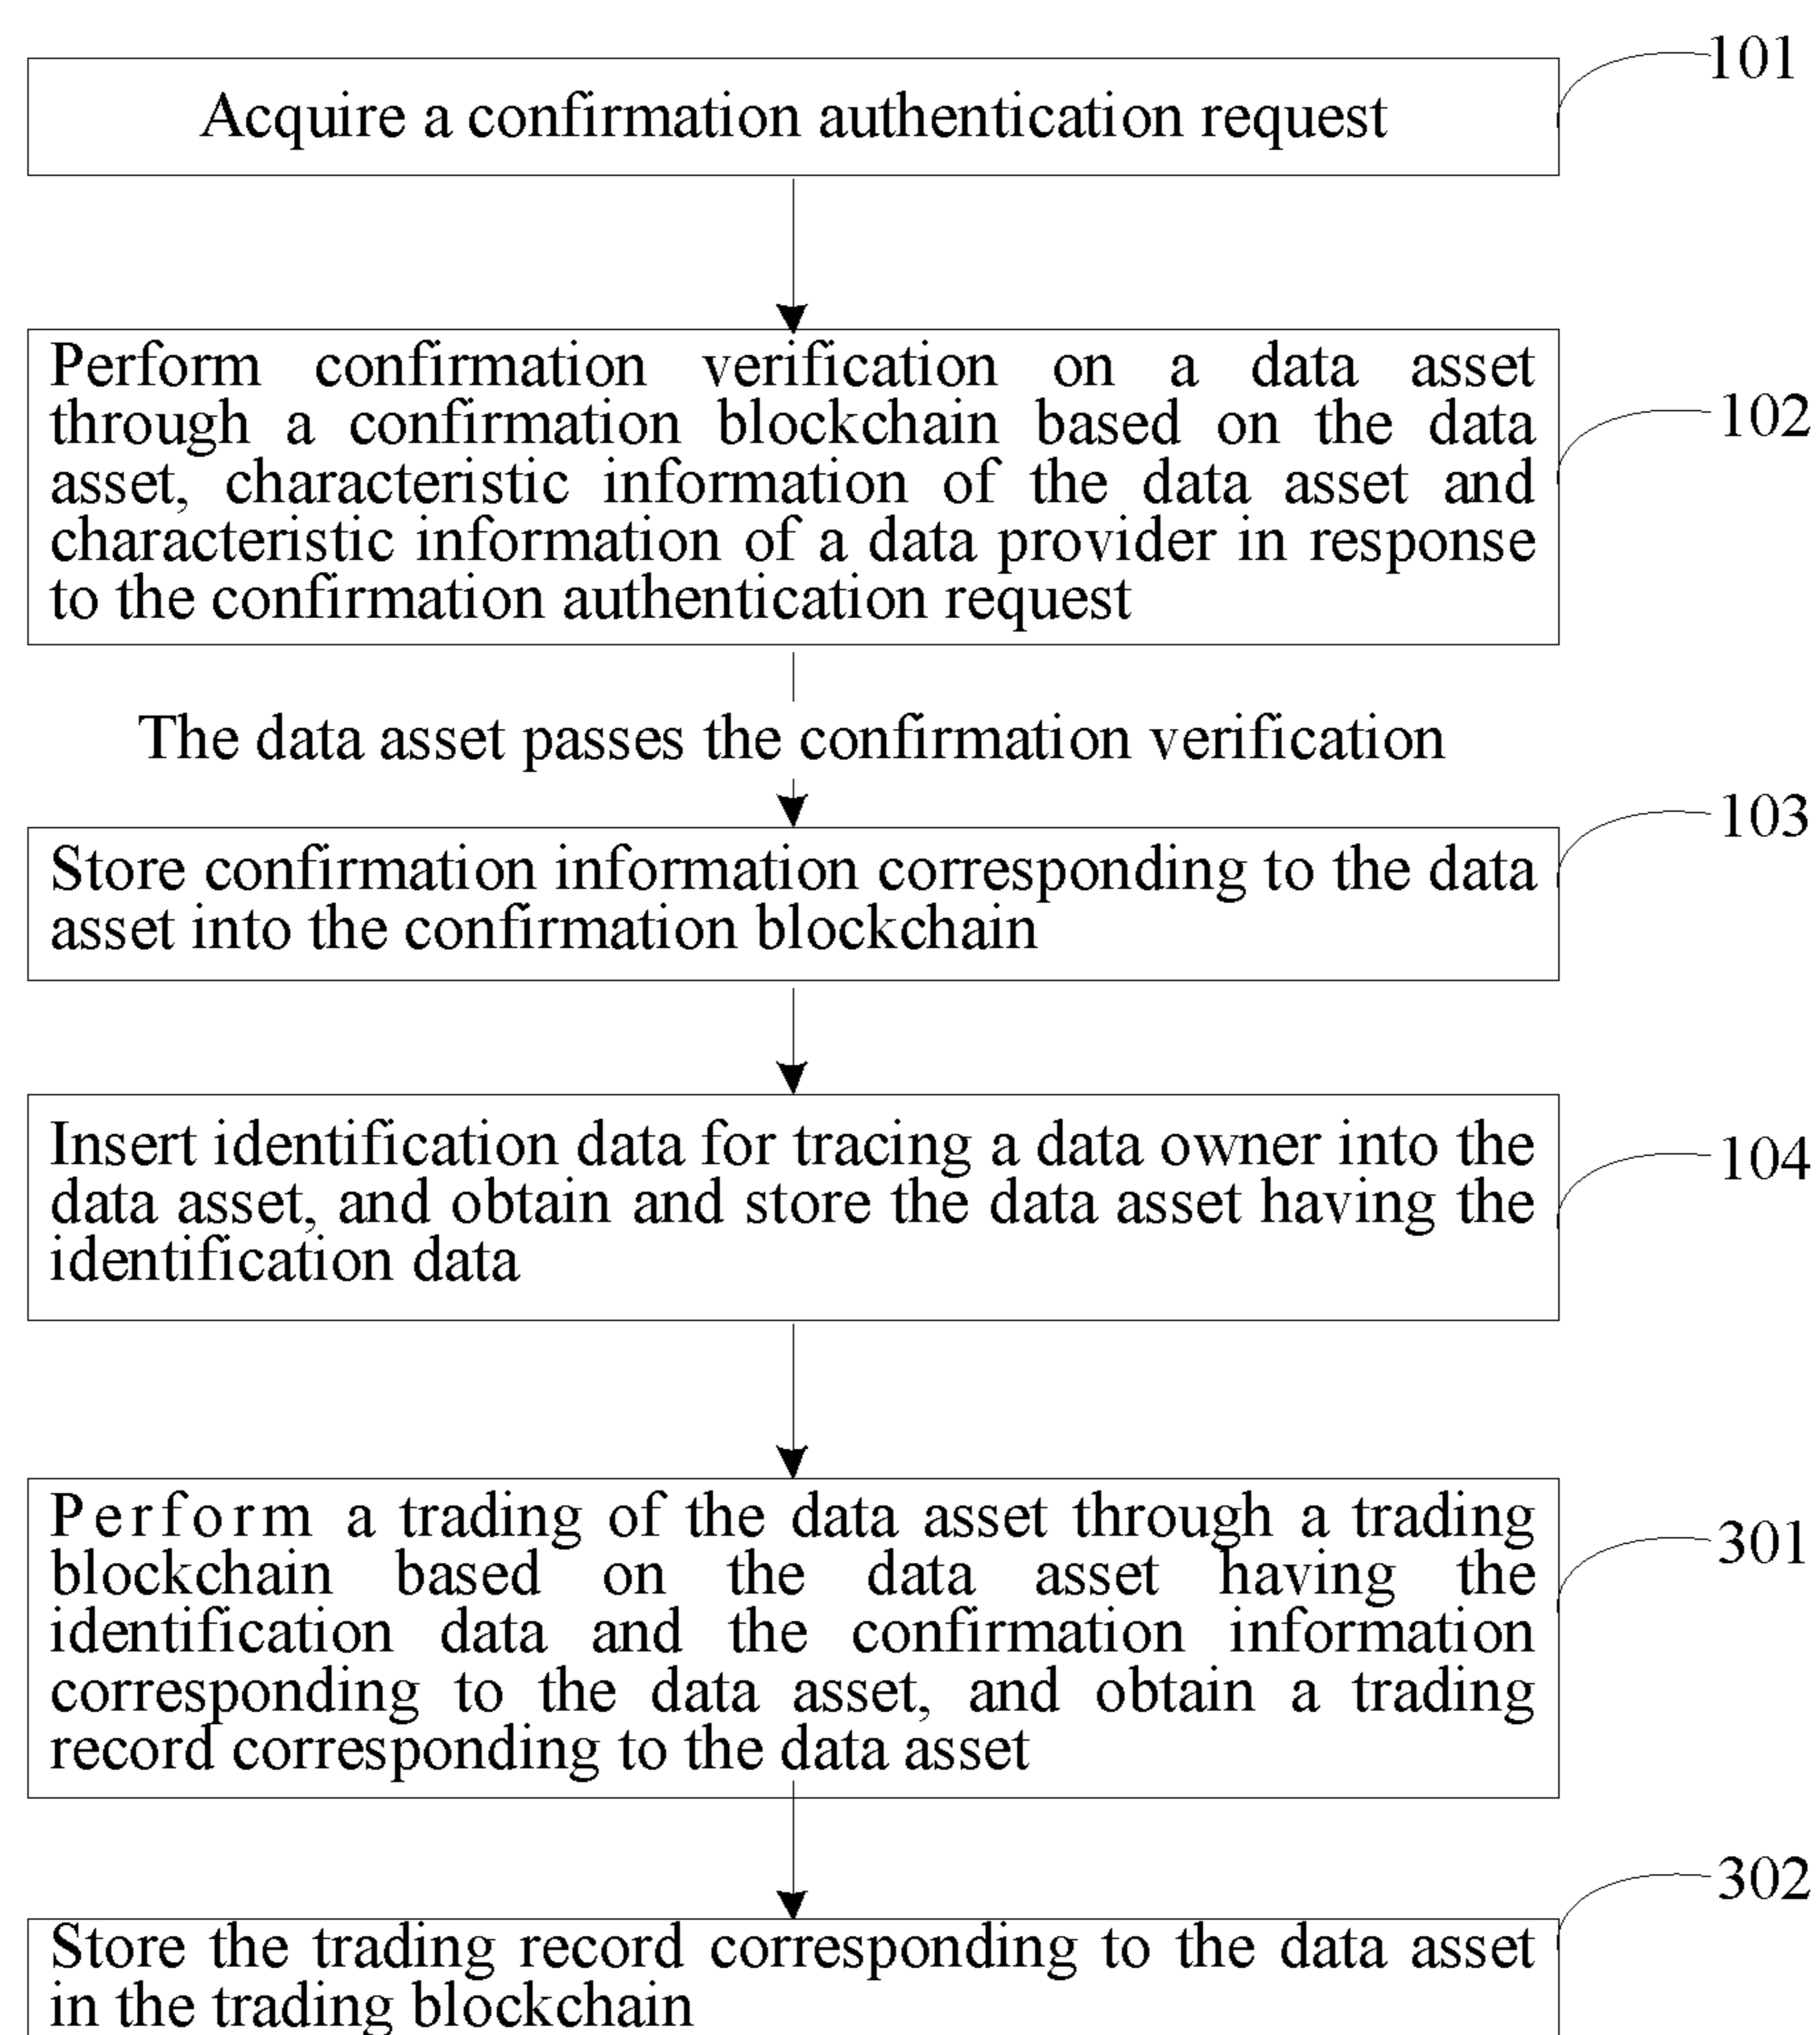 101
Acquire a confirmation authentication request
Perform confirmation verification on a data asset
through a confirmation blockchain based on the data
asset, characteristic information of the data asset and
characteristic information of a data provider in response
to the confirmation authentication request
102
The data asset passes the confirmation verification
103
Store confirmation information corresponding to the data
asset into the confirmation blockchain
Insert identification data for tracing a data owner into the
data asset, and obtain and store the data asset having the
identification data
104
Perform a trading of the data asset through a trading
blockchain based on the data asset having the
identification data and the confirmation information
corresponding to the data asset, and obtain a trading
record corresponding to the data asset
301
302
Store the trading record corresponding to the data asset
in the trading blockchain